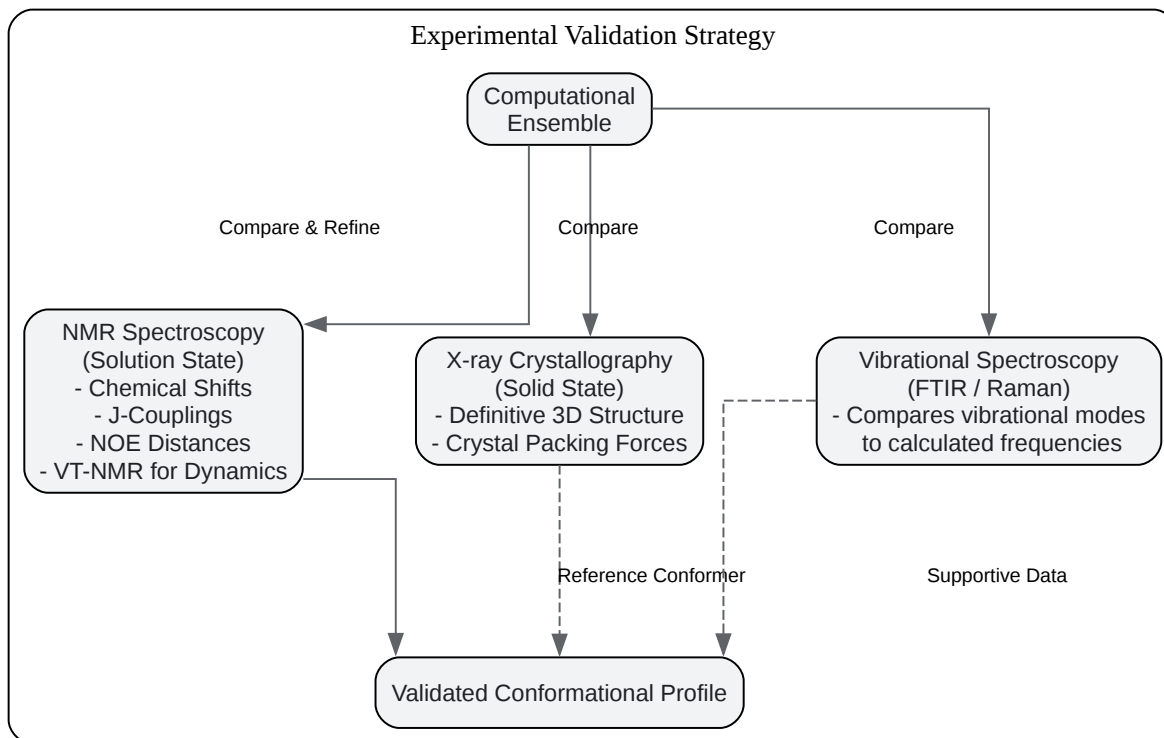 Experimental Validation Strategy
Computational
Ensemble
Compare & Refine
Compare
Compare
NMR Spectroscopy
(Solution State)
- Chemical Shifts
- J-Couplings
- NOE Distances
- VT-NMR for Dynamics
X-ray Crystallography
(Solid State)
- Definitive 3D Structure
- Crystal Packing Forces
Vibrational Spectroscopy
(FTIR / Raman)
- Compares vibrational modes
to calculated frequencies
Reference Conformer
Supportive Data
Validated Conformational Profile